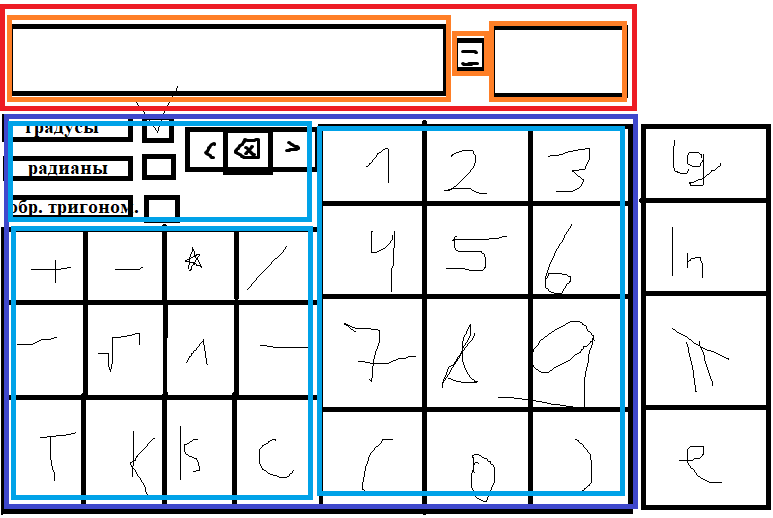 =
градусы
< ⌫ >
радианы
обр. тригоном.
1 2 3 lg
+ - * /
4 5 6 ln
- √ ^ —
7 8 9 π
T K ( 0 ) e
C